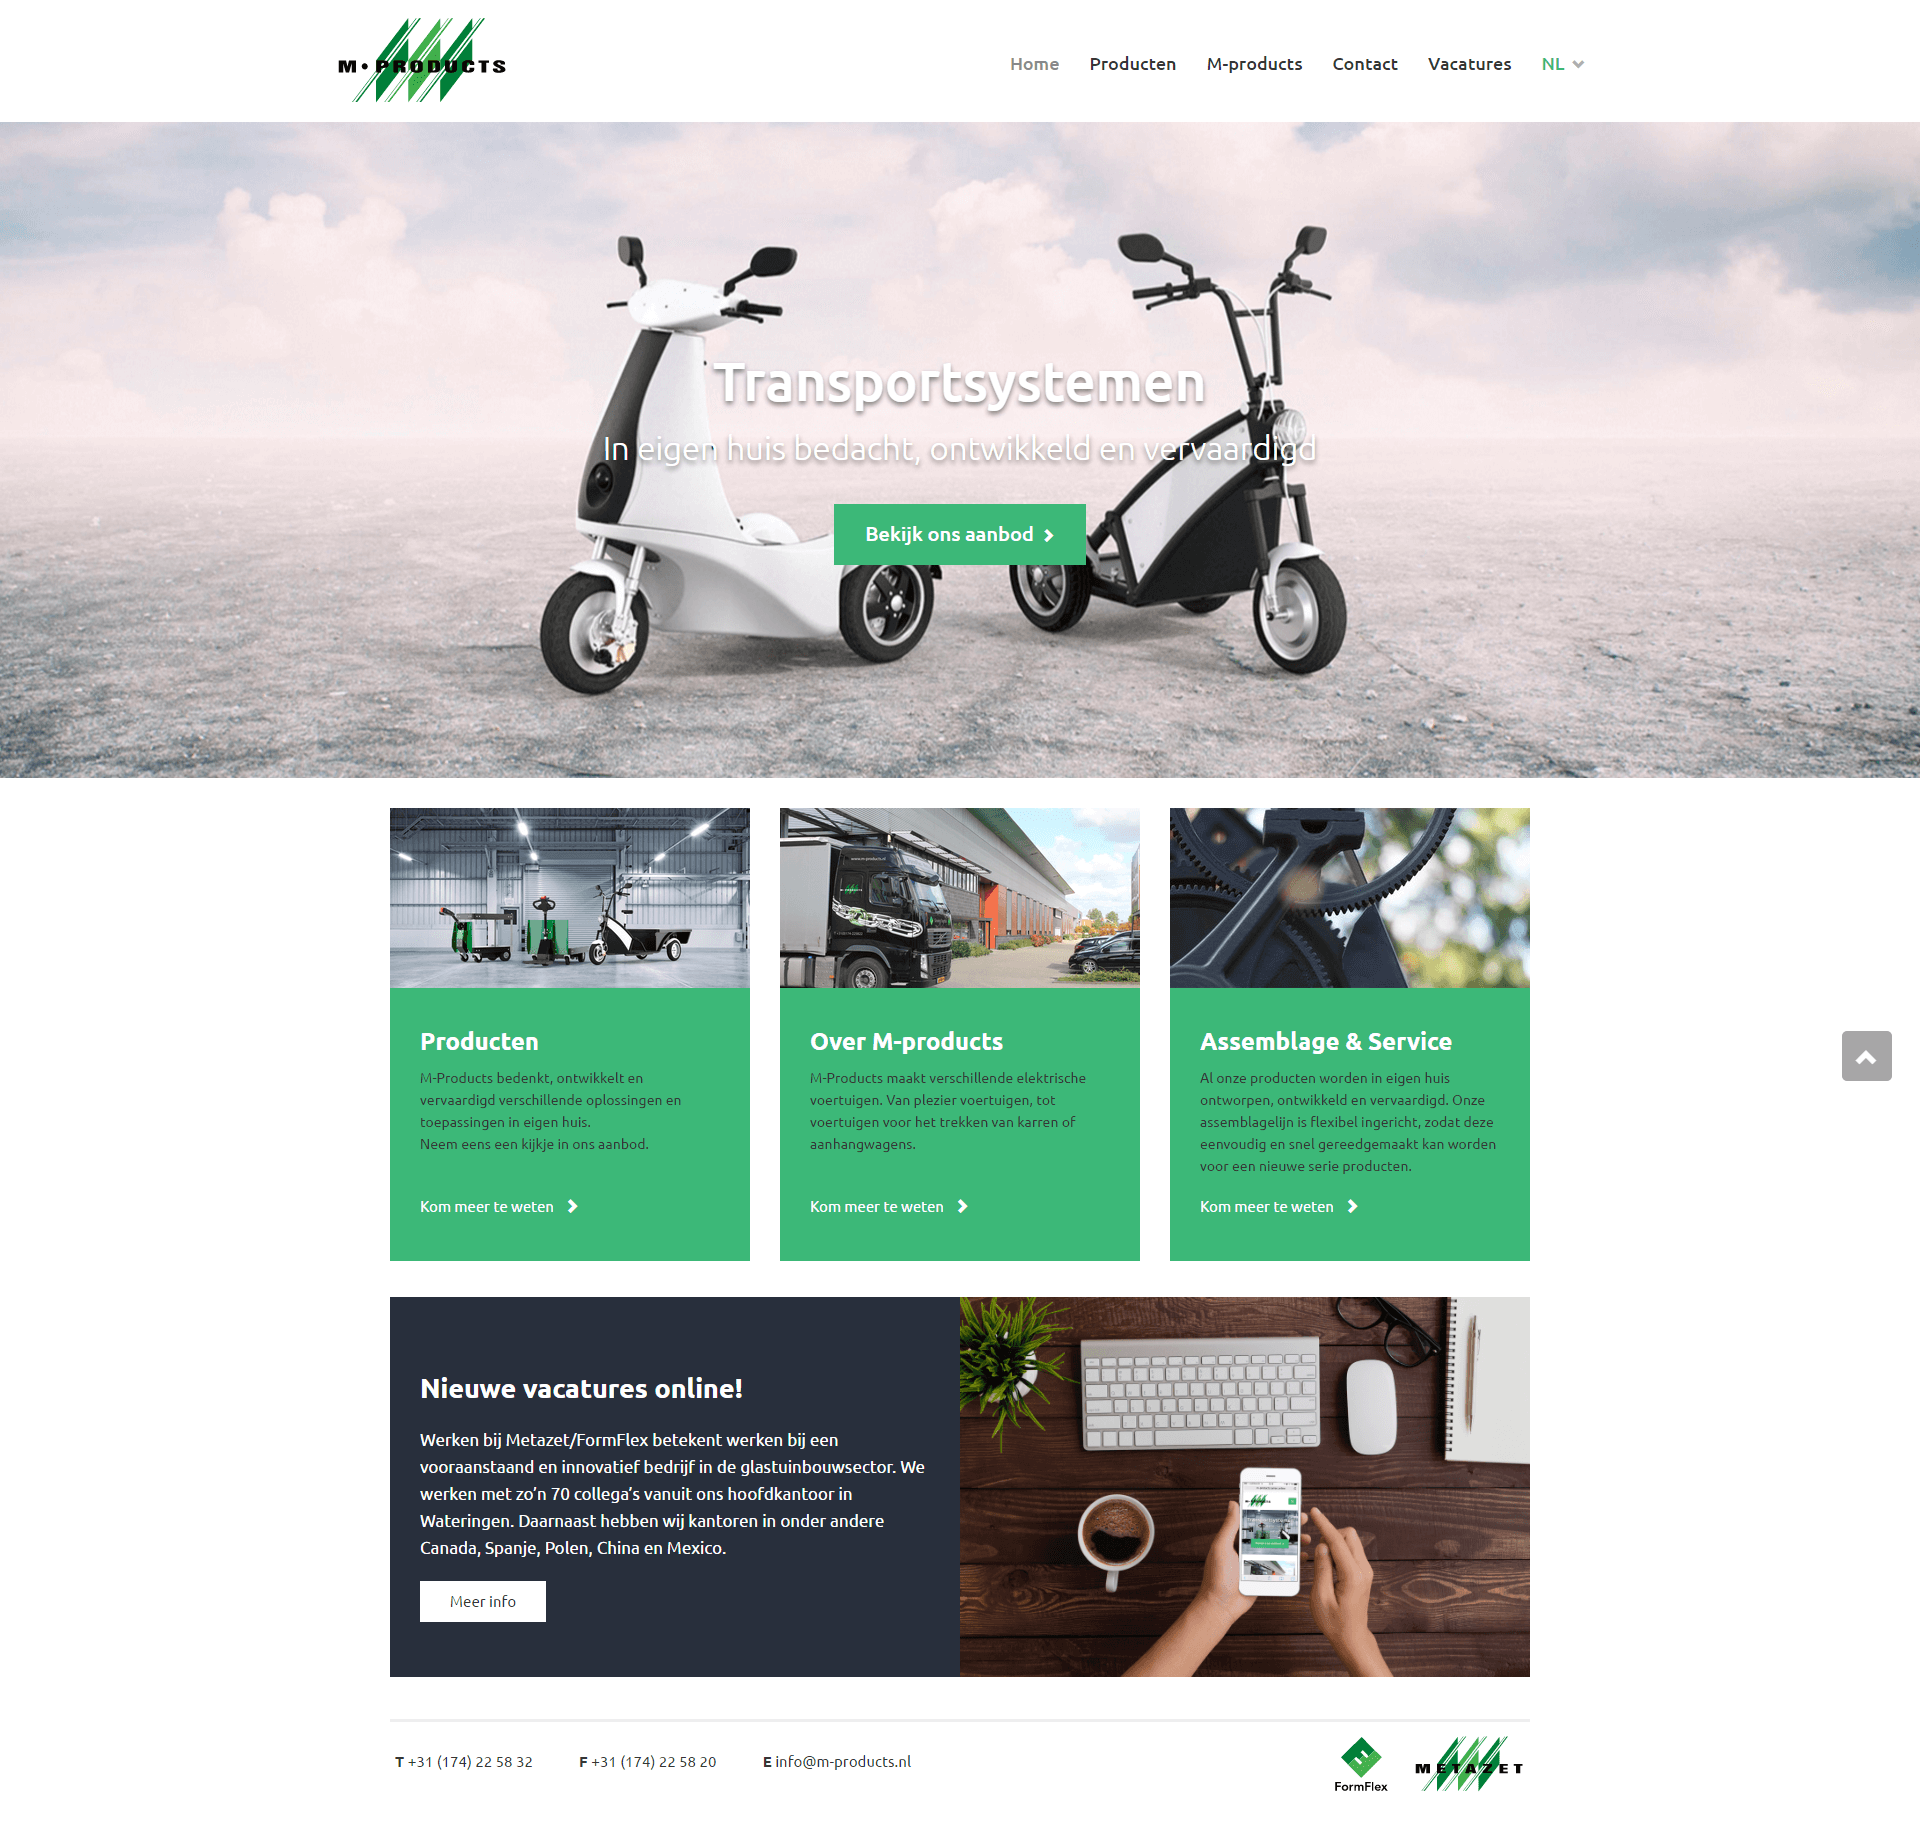 M·PRODUCTS
Home Producten M-products Contact Vacatures NL
Transportsystemen
In eigen huis bedacht, ontwikkeld en vervaardigd
Bekijk ons aanbod
www.m-products.nl
Producten
M-Products bedenkt, ontwikkelt en
vervaardigd verschillende oplossingen en
toepassingen in eigen huis.
Neem eens een kijkje in ons aanbod.
Kom meer te weten
Over M-products
M-Products maakt verschillende elektrische
voertuigen. Van plezier voertuigen, tot
voertuigen voor het trekken van karren of
aanhangwagens.
Kom meer te weten
Assemblage & Service
Al onze producten worden in eigen huis
ontworpen, ontwikkeld en vervaardigd. Onze
assemblagelijn is flexibel ingericht, zodat deze
eenvoudig en snel gereedgemaakt kan worden
voor een nieuwe serie producten.
Kom meer te weten
Nieuwe vacatures online!
Werken bij Metazet/FormFlex betekent werken bij een
vooraanstaand en innovatief bedrijf in de glastuinbouwsector. We
werken met zo’n 70 collega’s vanuit ons hoofdkantoor in
Wateringen. Daarnaast hebben wij kantoren in onder andere
Canada, Spanje, Polen, China en Mexico.
Meer info
T +31 (174) 22 58 32 F +31 (174) 22 58 20 E info@m-products.nl
FormFlex
METAZET